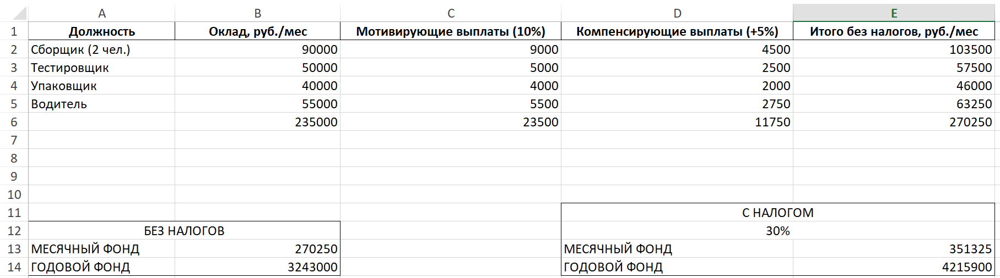 A B C D E
1 Должность Оклад, руб./мес Мотивирующие выплаты (10%) Компенсирующие выплаты (+5%) Итого без налогов, руб./мес
2 Сборщик (2 чел.) 90000 9000 4500 103500
3 Тестировщик 50000 5000 2500 57500
4 Упаковщик 40000 4000 2000 46000
5 Водитель 55000 5500 2750 63250
6 235000 23500 11750 270250
7
8
9
10
11 С НАЛОГОМ
12 БЕЗ НАЛОГОВ 30%
13 МЕСЯЧНЫЙ ФОНД 270250 МЕСЯЧНЫЙ ФОНД 351325
14 ГОДОВОЙ ФОНД 3243000 ГОДОВОЙ ФОНД 4215900